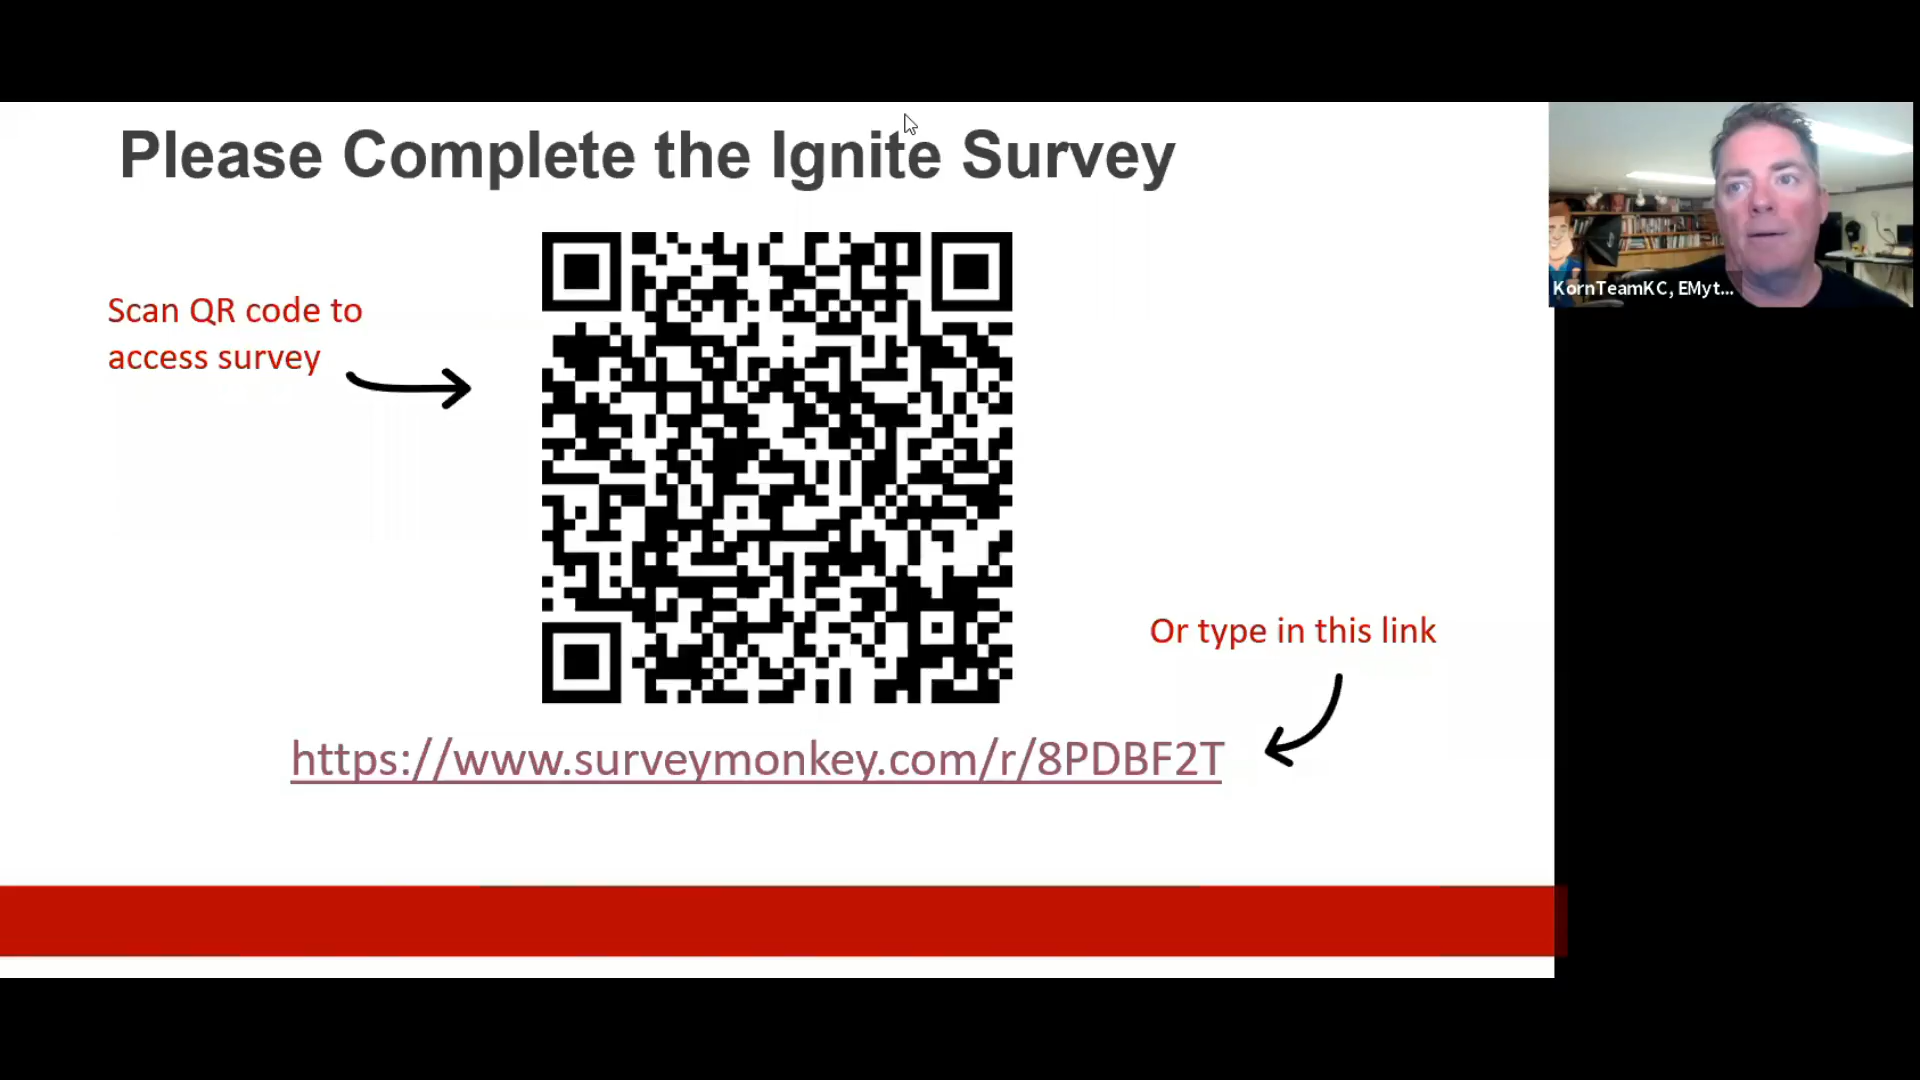 Please Complete the Ignite Survey
Scan QR code to
access survey
KornTeamKC, EMyt...
Or type in this link
https://www.surveymonkey.com/r/8PDBF2T